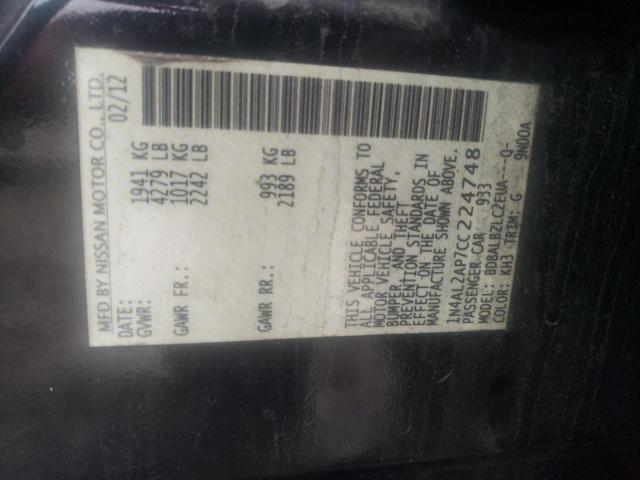 MFD BY NISSAN MOTOR CO., LTD.
DATE: 02/12
GVWR: 1941 KG
4279 LB
GAWR FR.: 1017 KG
2242 LB
GAWR RR.: 993 KG
2189 LB
THIS VEHICLE CONFORMS TO
ALL APPLICABLE FEDERAL
MOTOR VEHICLE SAFETY,
BUMPER, AND THEFT
PREVENTION STANDARDS IN
EFFECT ON THE DATE OF
MANUFACTURE SHOWN ABOVE.
1N4AL2AP7CC224748
PASSENGER CAR 933
MODEL: BDBALBZLC2EUA---Q-
COLOR: KH3 TRIM: G 9N00A